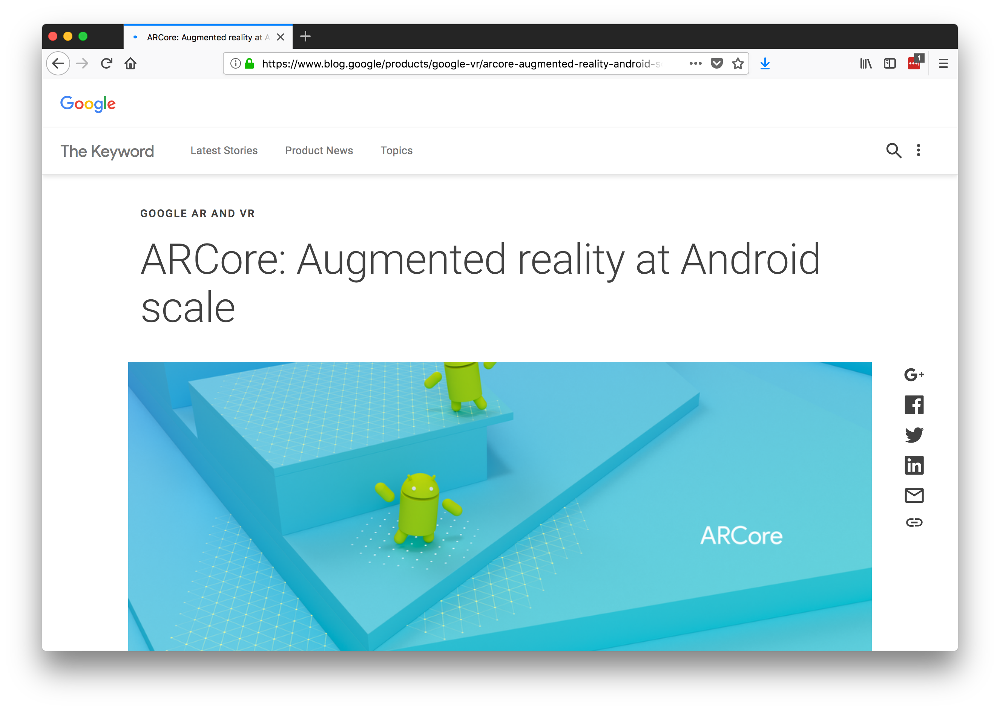 ARCore: Augmented reality at A
https://www.blog.google/products/google-vr/arcore-augmented-reality-android-s
1
Google
The Keyword Latest Stories Product News Topics
GOOGLE AR AND VR
ARCore: Augmented reality at Android
scale
G+
f
in
ARCore